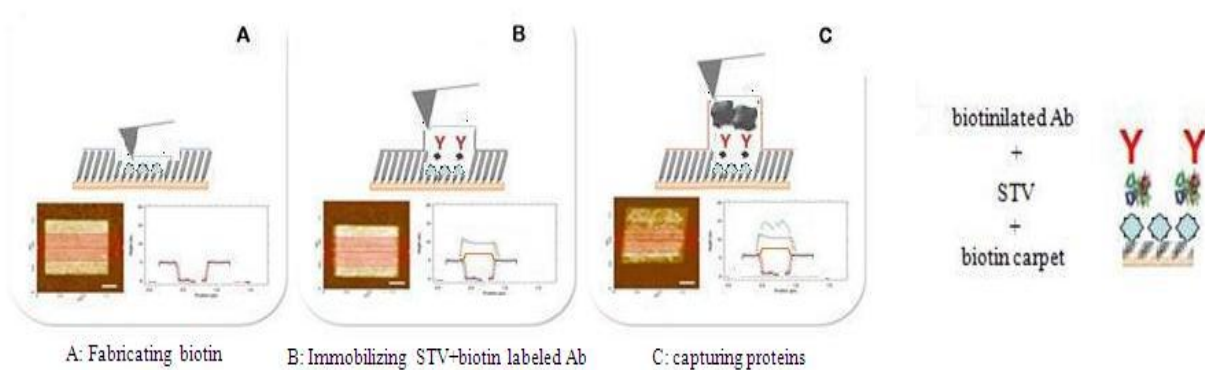 A
B
C
biotinilated Ab
+
STV
+
biotin carpet
A: Fabricating biotin
B: Immobilizing STV+biotin labeled Ab
C: capturing proteins